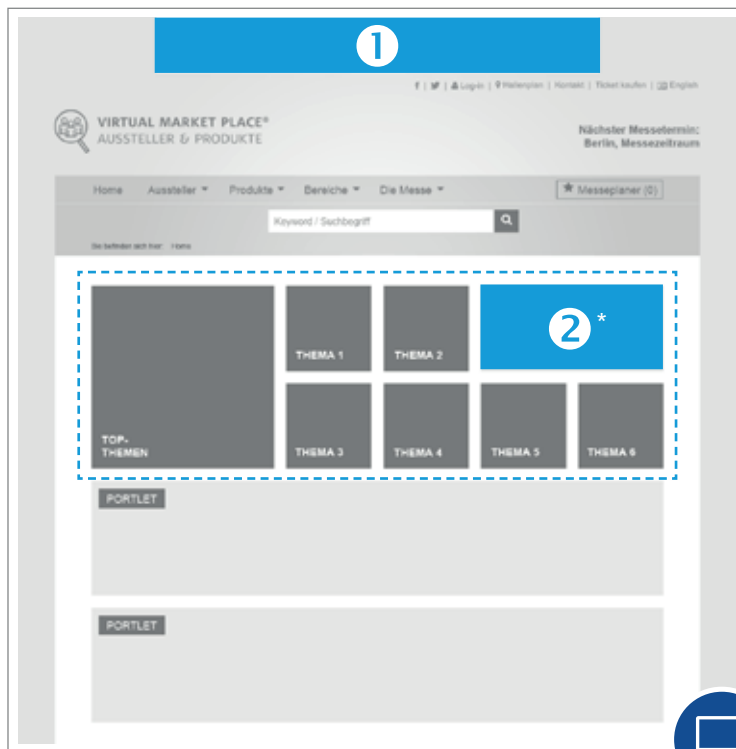 1
f | 🐦 | Log-in | Hallenplan | Kontakt | Ticket kaufen | English
VIRTUAL MARKET PLACE®
AUSSTELLER & PRODUKTE
Nächster Messetermin:
Berlin, Messezeitraum
Home Aussteller Produkte Bereiche Die Messe Messeplaner (0)
Keyword / Suchbegriff
Sie befinden sich hier: Home
2*
THEMA 1 THEMA 2
TOP-
THEMEN
THEMA 3 THEMA 4 THEMA 5 THEMA 6
PORTLET
PORTLET